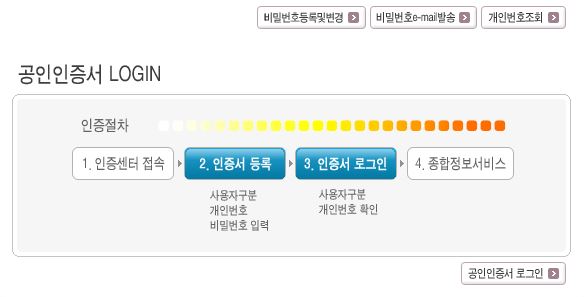 비밀번호등록및변경
비밀번호e-mail발송
개인번호조회
공인인증서 LOGIN
인증절차
1. 인증센터 접속
2. 인증서 등록
3. 인증서 로그인
4. 종합정보서비스
사용자구분
개인번호
비밀번호 입력
사용자구분
개인번호 확인
공인인증서 로그인